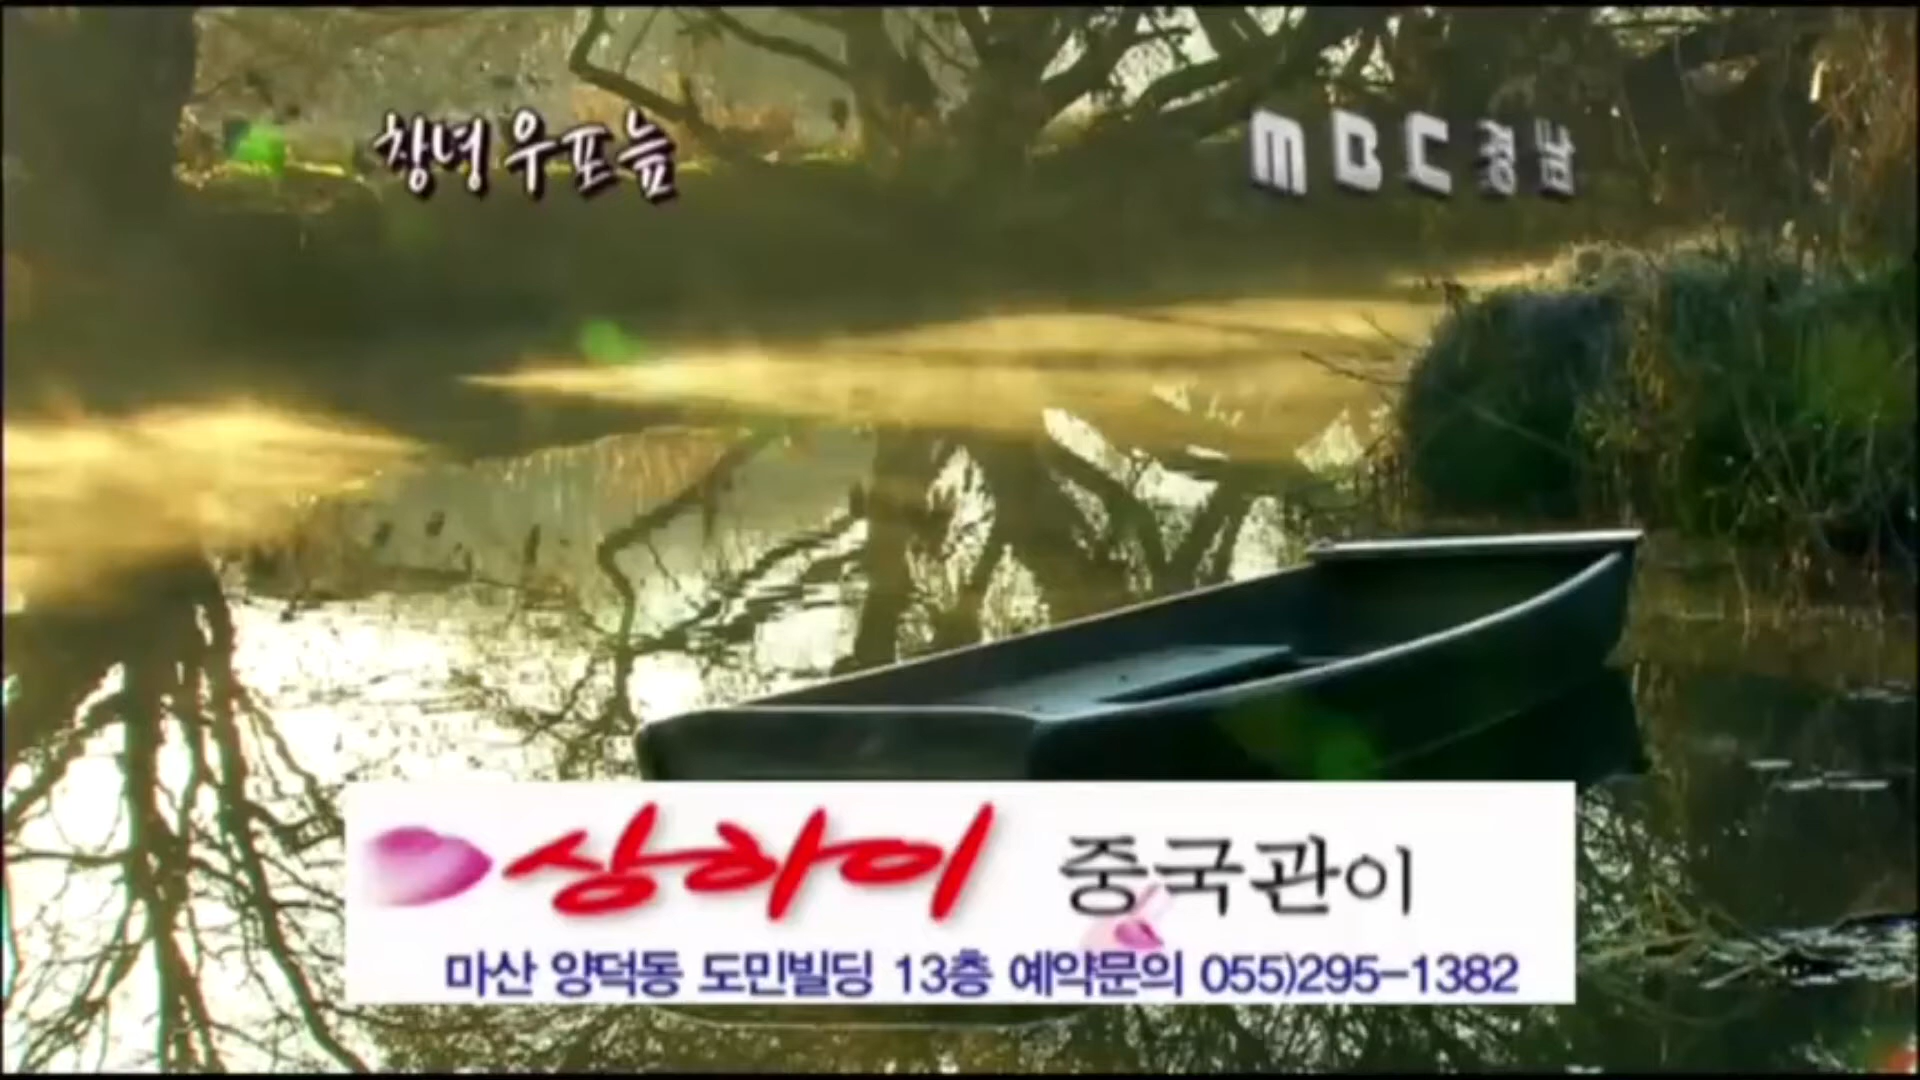 창녕 우포늪
MBC 경남
상하이 중국관이
마산 양덕동 도민빌딩 13층 예약문의 055)295-1382